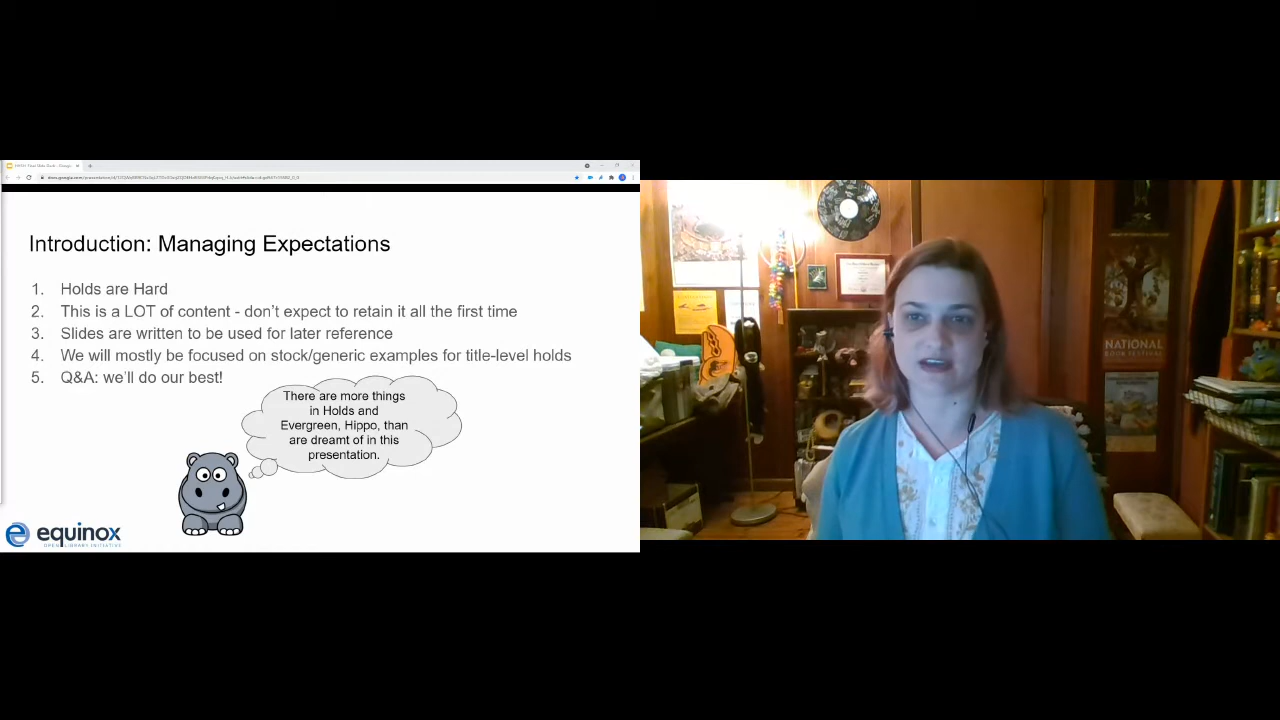 Introduction: Managing Expectations
1. Holds are Hard
2. This is a LOT of content - don't expect to retain it all the first time
3. Slides are written to be used for later reference
4. We will mostly be focused on stock/generic examples for title-level holds
5. Q&A: we'll do our best!
There are more things
in Holds and
Evergreen, Hippo, than
are dreamt of in this
presentation.
equinox
OPEN LIBRARY INITIATIVE
NATIONAL
BOOK FESTIVAL